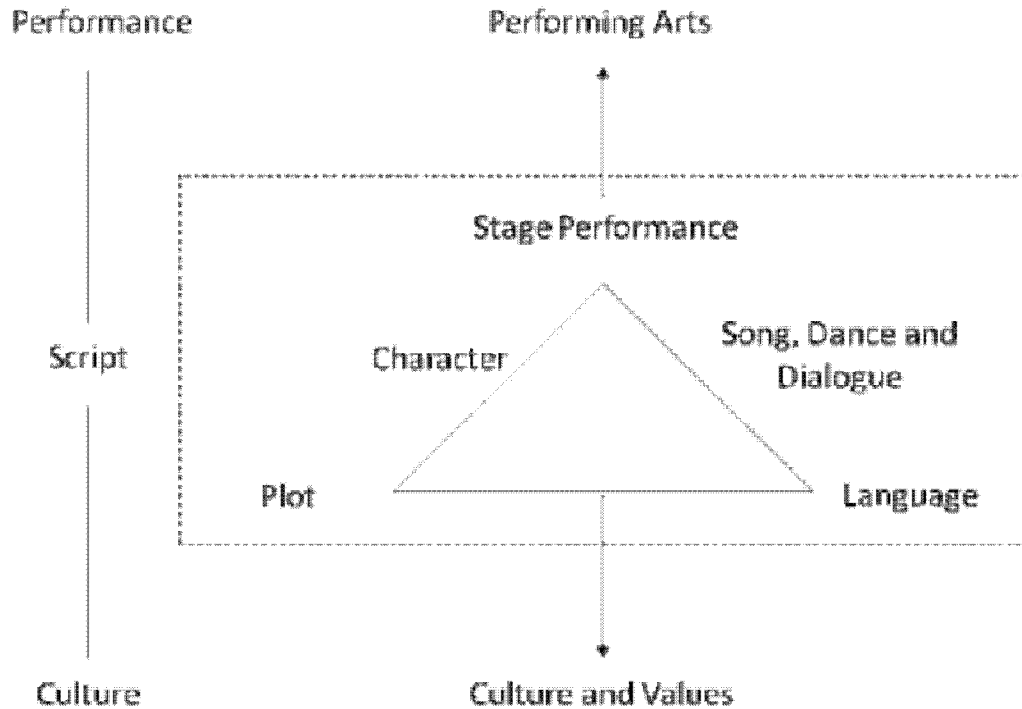 Performance
Performing Arts
Stage Performance
Script
Character
Song, Dance and
Dialogue
Plot
Language
Culture
Culture and Values